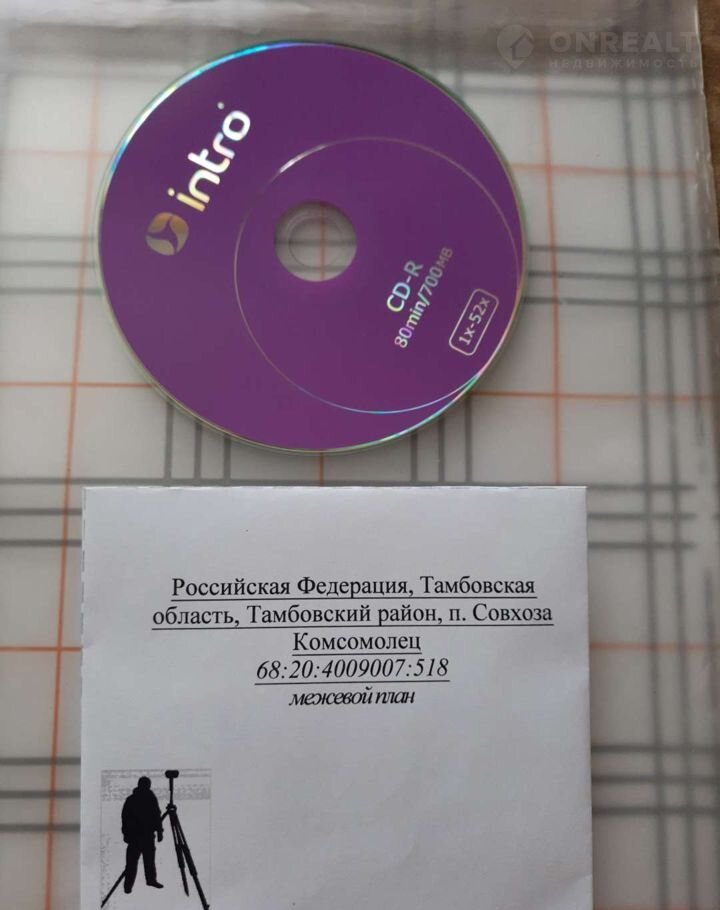 ONREALT
НЕДВИЖИМОСТЬ
intro
CD-R
80min/700MB
1x-52x
Российская Федерация, Тамбовская
область, Тамбовский район, п. Совхоза
Комсомолец
68:20:4009007:518
межевой план